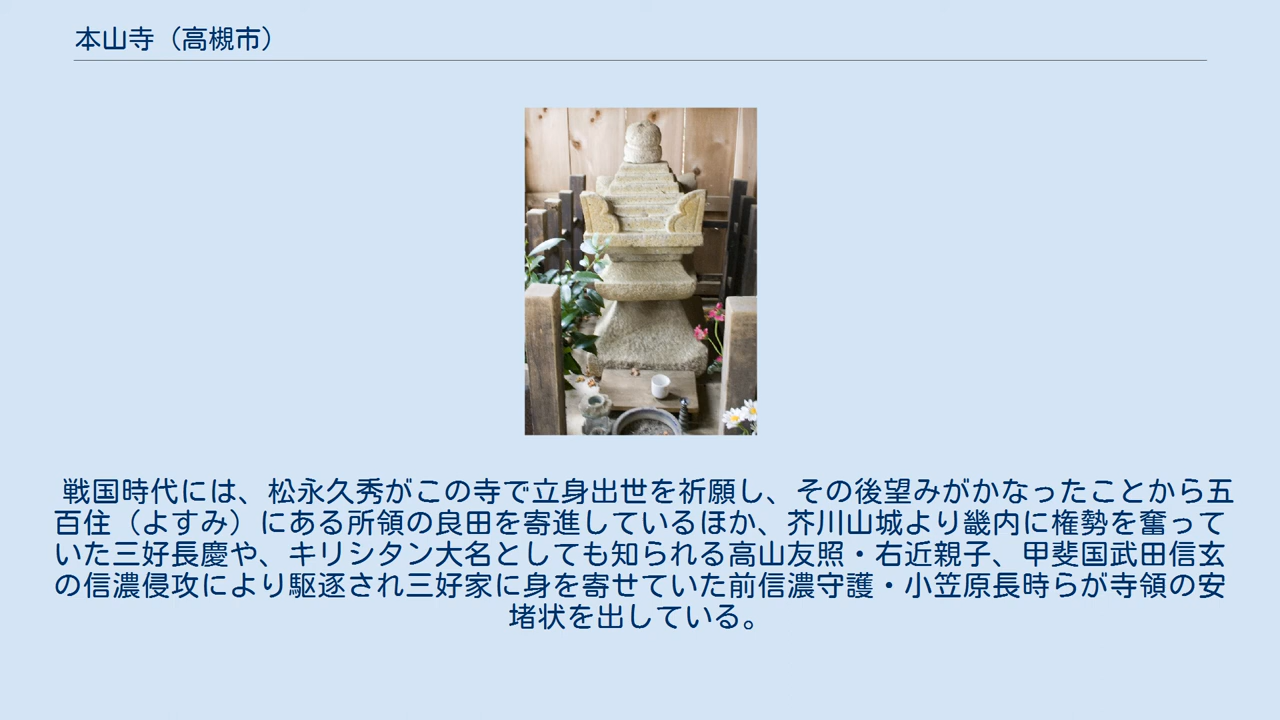 本山寺（高槻市）
戦国時代には、松永久秀がこの寺で立身出世を祈願し、その後望みがかなったことから五
百住（よすみ）にある所領の良田を寄進しているほか、芥川山城より畿内に権勢を奮って
いた三好長慶や、キリシタン大名としても知られる高山友照・右近親子、甲斐国武田信玄
の信濃侵攻により駆逐され三好家に身を寄せていた前信濃守護・小笠原長時らが寺領の安
堵状を出している。